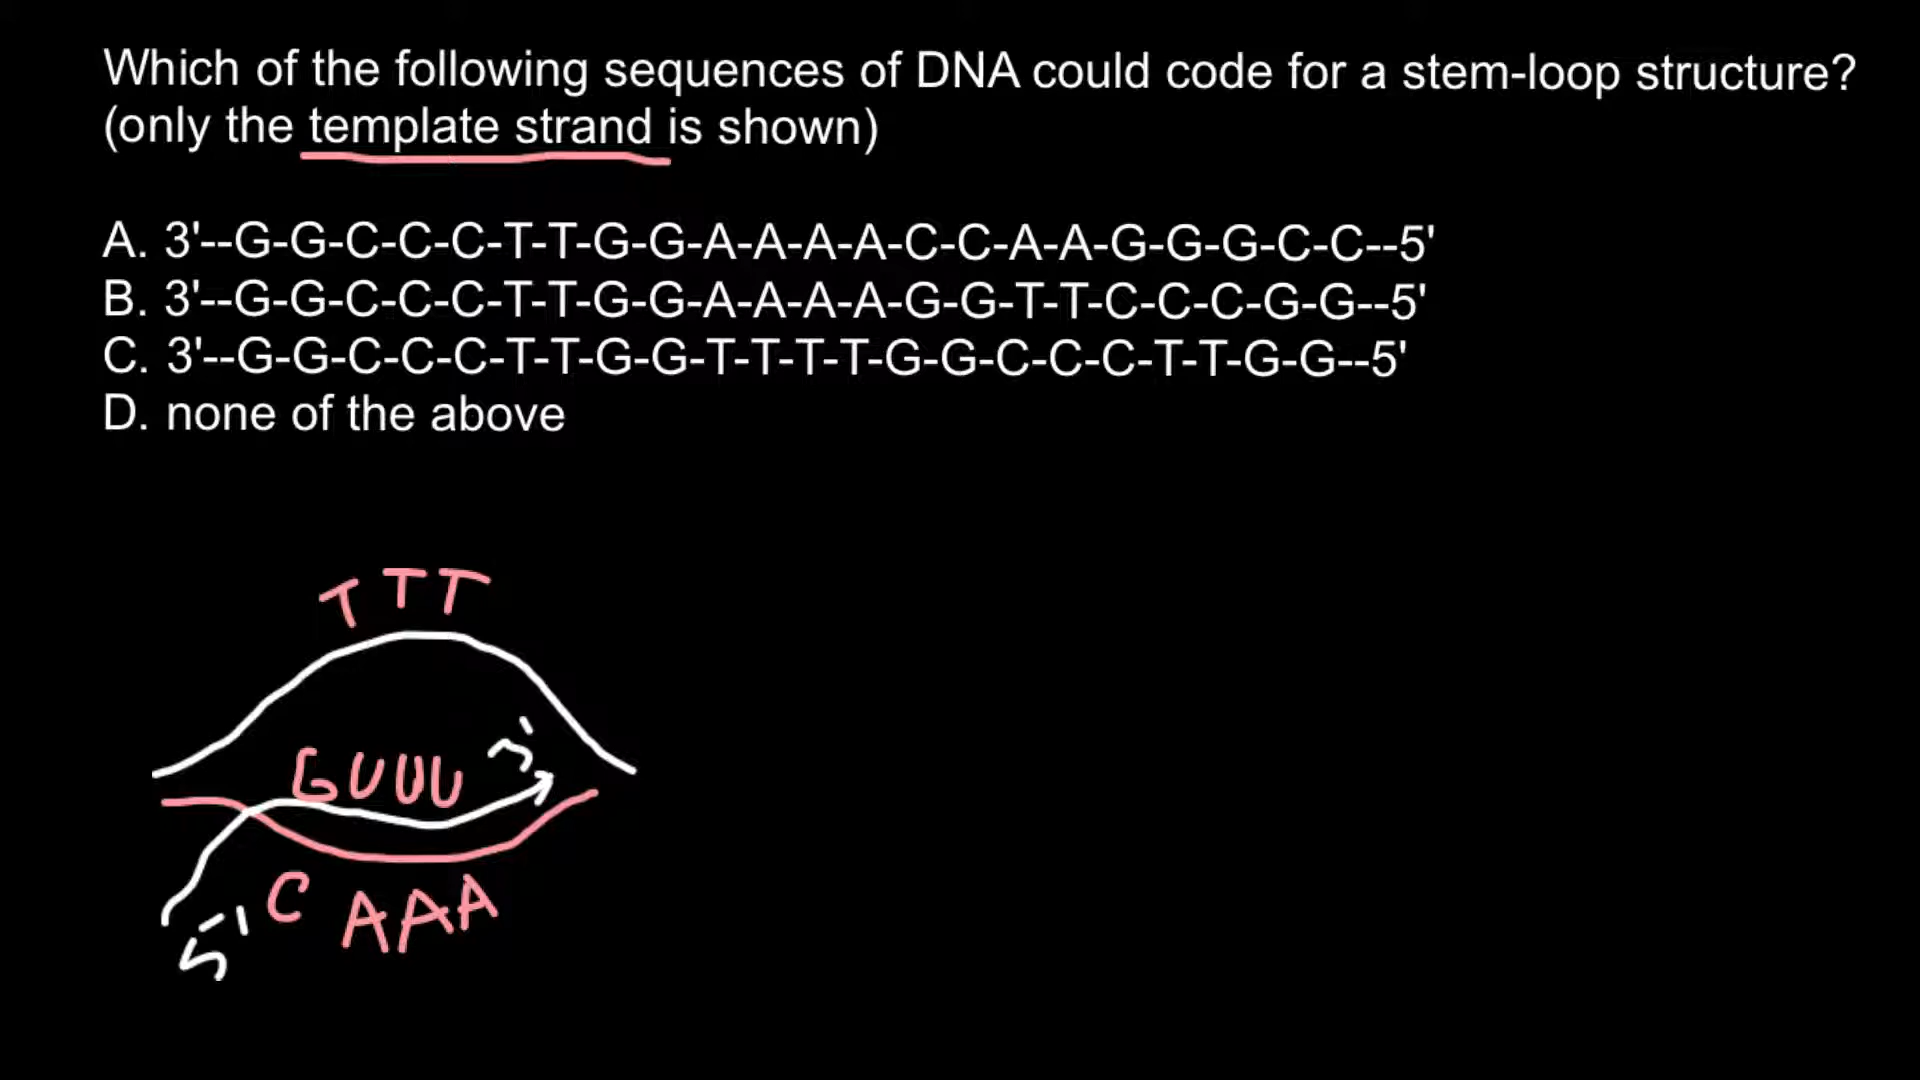 Which of the following sequences of DNA could code for a stem-loop structure?
(only the template strand is shown)
A. 3'--G-G-C-C-C-T-T-G-G-A-A-A-A-C-C-A-A-G-G-G-C-C--5'
B. 3'--G-G-C-C-C-T-T-G-G-A-A-A-A-G-G-T-T-C-C-C-G-G--5'
C. 3'--G-G-C-C-C-T-T-G-G-T-T-T-T-G-G-C-C-C-T-T-G-G--5'
D. none of the above
T T T
GUUU 3'
5' C AAA